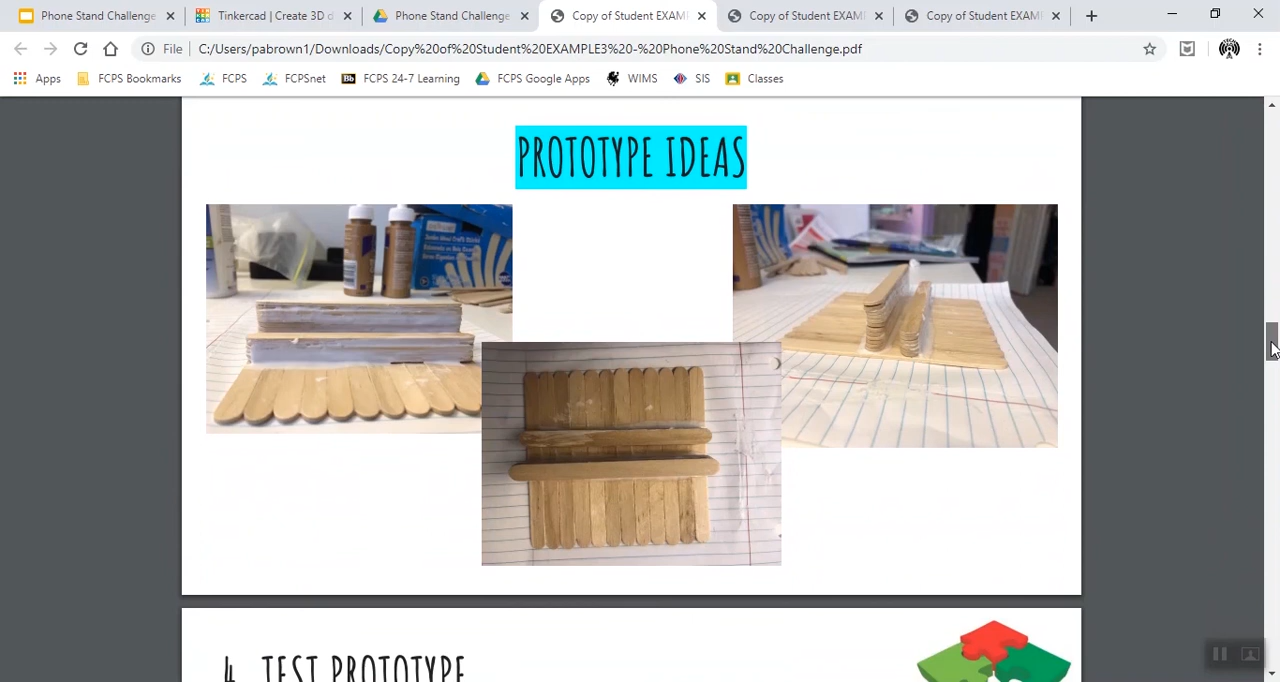 Phone Stand Challenge
Tinkercad | Create 3D d
Phone Stand Challenge
Copy of Student EXAM
Copy of Student EXAM
Copy of Student EXAM
File
C:/Users/pabrown1/Downloads/Copy%20of%20Student%20EXAMPLE3%20-%20Phone%20Stand%20Challenge.pdf
Apps
FCPS Bookmarks
FCPS
FCPSnet
Bb
FCPS 24-7 Learning
FCPS Google Apps
WIMS
SIS
Classes
PROTOTYPE IDEAS
4 TEST PROTOTYPE